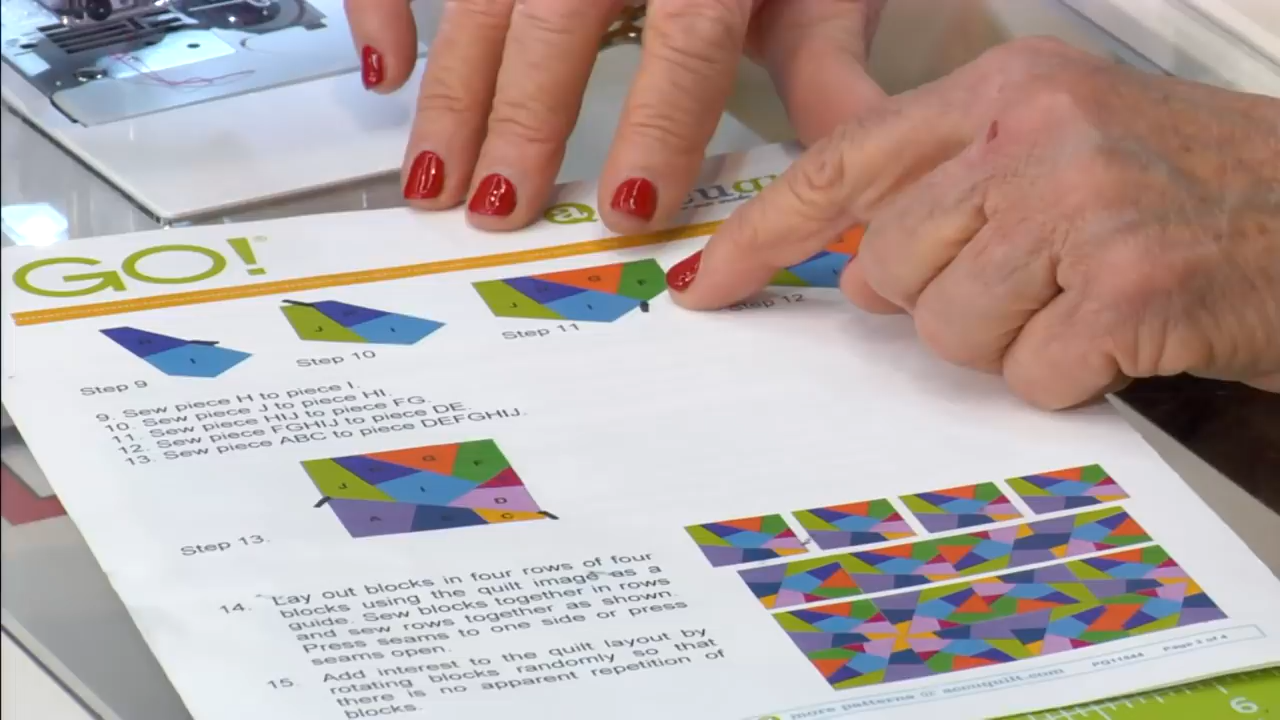 GO!
Step 9
Step 10
Step 11
Step 12
9. Sew piece H to piece I.
10. Sew piece J to piece HI.
11. Sew piece HIJ to piece FG.
12. Sew piece FGHIJ to piece DE.
13. Sew piece ABC to piece DEFGHIJ.
J
G
F
I
D
A
C
Step 13.
14. Lay out blocks in four rows of four
blocks using the quilt image as a
guide. Sew blocks together in rows
and sew rows together as shown.
Press seams to one side or press
seams open.
15. Add interest to the quilt layout by
rotating blocks randomly so that
there is no apparent repetition of
blocks.
more patterns @ accuquilt.com
6